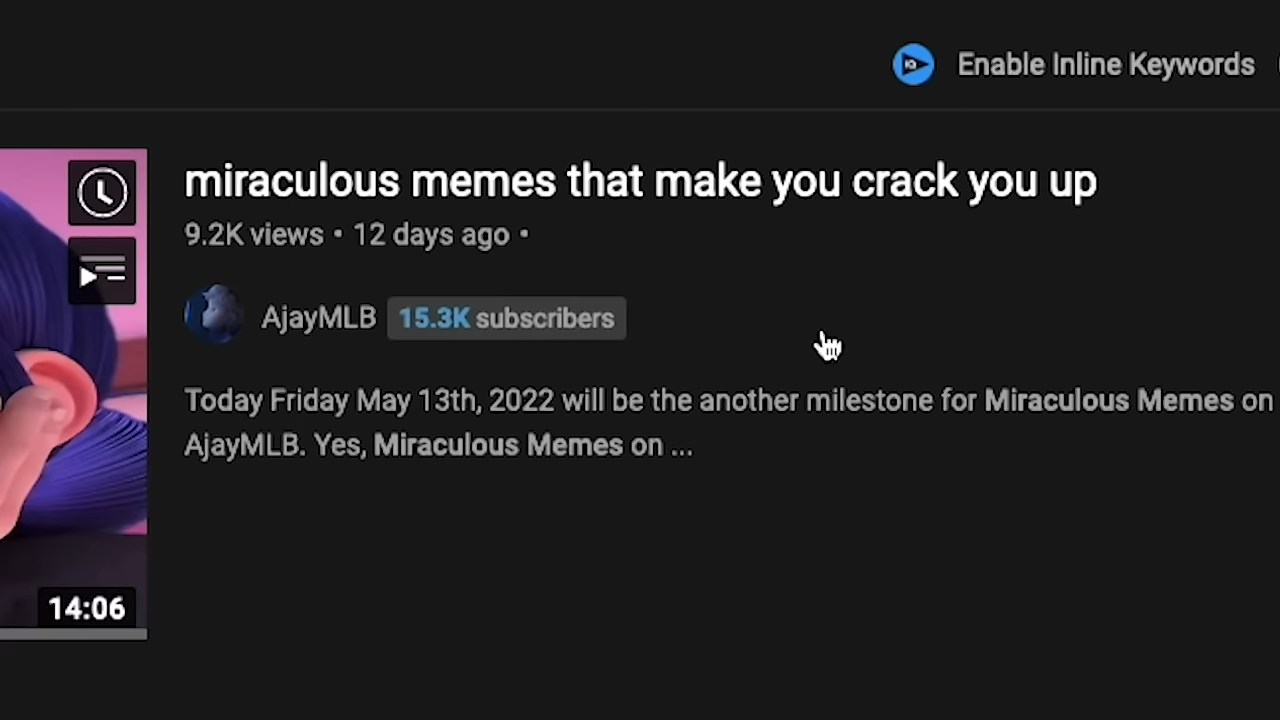 Enable Inline Keywords
miraculous memes that make you crack you up
9.2K views • 12 days ago •
AjayMLB 15.3K subscribers
Today Friday May 13th, 2022 will be the another milestone for Miraculous Memes on
AjayMLB. Yes, Miraculous Memes on ...
14:06